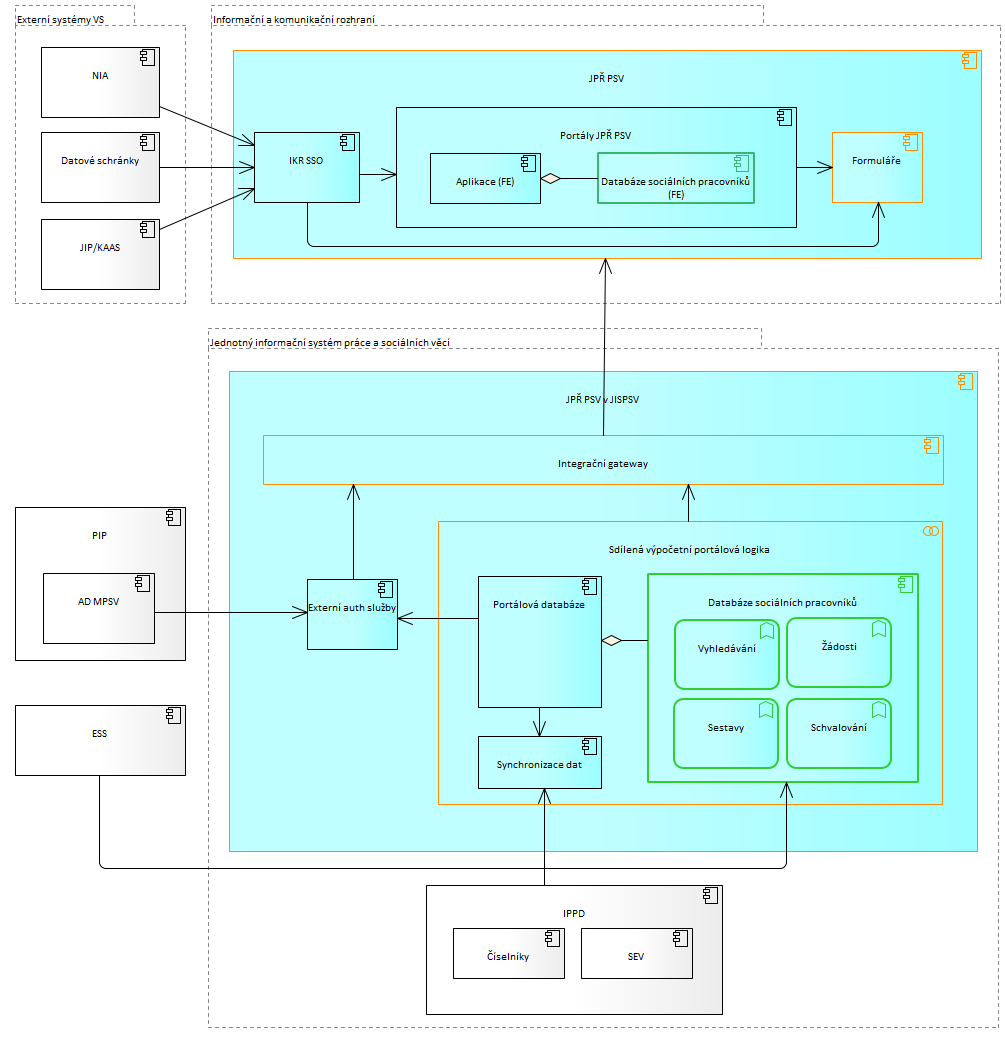 Externí systémy VS
Informační a komunikační rozhraní
NIA
Datové schránky
JIP/KAAS
JPŘ PSV
IKR SSO
Portály JPŘ PSV
Aplikace (FE)
Databáze sociálních pracovníků
(FE)
Formuláře
Jednotný informační systém práce a sociálních věcí
JPŘ PSV v JISPSV
Integrační gateway
PIP
AD MPSV
Externí auth služby
Sdílená výpočetní portálová logika
Portálová databáze
Databáze sociálních pracovníků
Vyhledávání
Žádosti
Sestavy
Schvalování
Synchronizace dat
ESS
IPPD
Číselníky
SEV